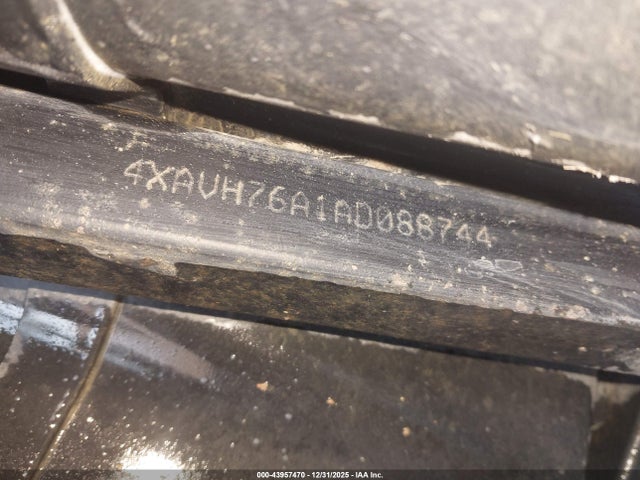 4XAVH76A1AD088744
000-43957470 • 12/31/2025 • IAA Inc.